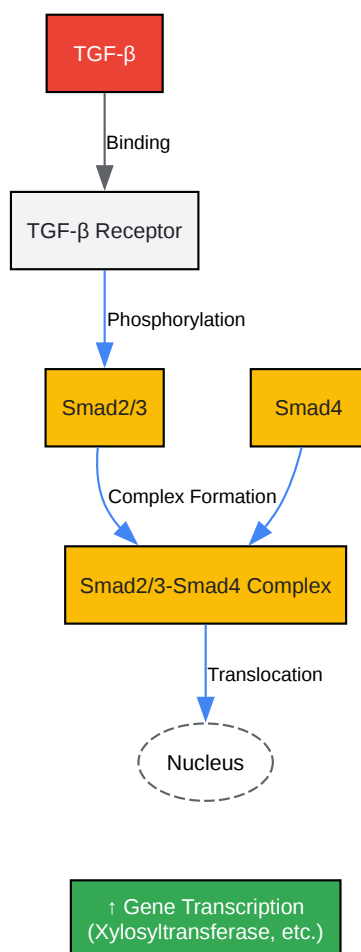 TGF-β
Binding
TGF-β Receptor
Phosphorylation
Smad2/3
Smad4
Complex Formation
Smad2/3-Smad4 Complex
Translocation
Nucleus
↑ Gene Transcription
(Xylosyltransferase, etc.)